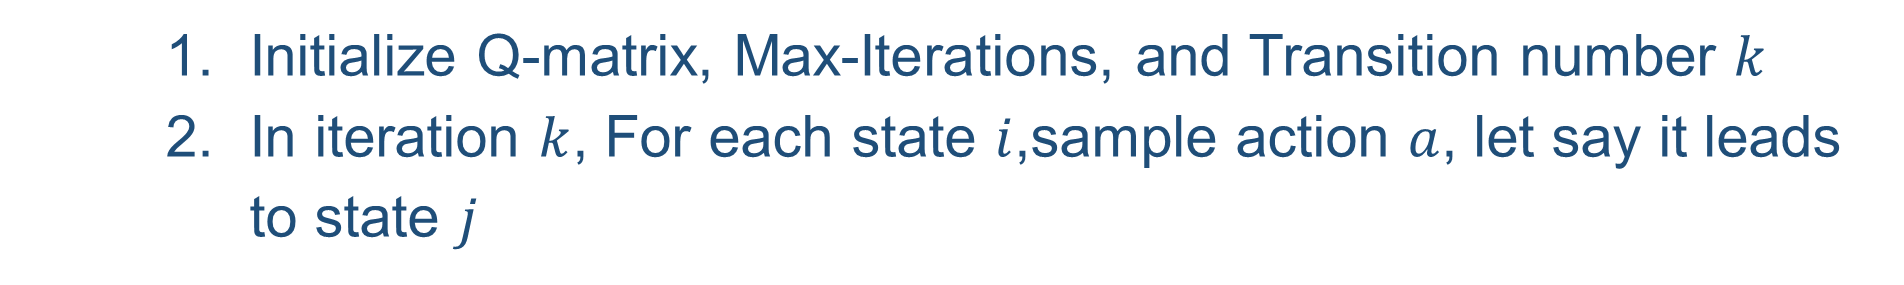 1. Initialize Q-matrix, Max-Iterations, and Transition number k
2. In iteration k, For each state i,sample action a, let say it leads
to state j